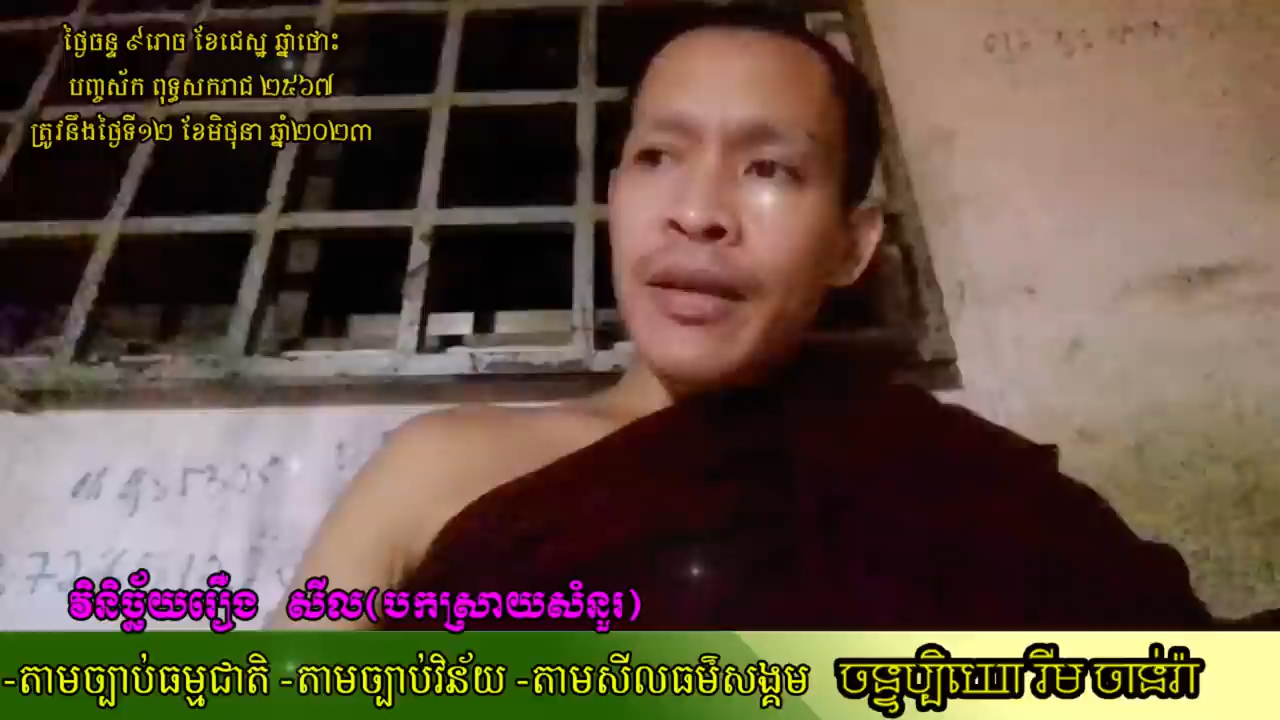 ថ្ងៃចន្ទ ៩រោច ខែជេស្ឋ ឆ្នាំថោះ
បញ្ចស័ក ពុទ្ធសករាជ ២៥៦៧
ត្រូវនឹងថ្ងៃទី១២ ខែមិថុនា ឆ្នាំ២០២៣
វិនិច្ឆ័យរឿង សីល(បកស្រាយសំនួរ)
-តាមច្បាប់ធម្មជាតិ -តាមច្បាប់វិន័យ -តាមសីលធម៌សង្គម ចន្ទប្បិយោ រីម ចាន់រ៉ា